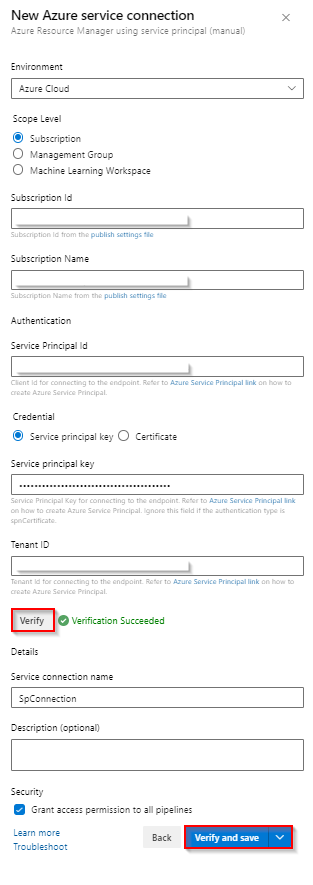 New Azure service connection
Azure Resource Manager using service principal (manual)
Environment
Azure Cloud
Scope Level
Subscription
Management Group
Machine Learning Workspace
Subscription Id
Subscription Id from the publish settings file
Subscription Name
Subscription Name from the publish settings file
Authentication
Service Principal Id
Client Id for connecting to the endpoint. Refer to Azure Service Principal link on how to
create Azure Service Principal.
Credential
Service principal key Certificate
Service principal key
Service Principal Key for connecting to the endpoint. Refer to Azure Service Principal link
on how to create Azure Service Principal. Ignore this field if the authentication type is
spnCertificate.
Tenant ID
Tenant Id for connecting to the endpoint. Refer to Azure Service Principal link on how to
create Azure Service Principal.
Verify Verification Succeeded
Details
Service connection name
SpConnection
Description (optional)
Security
Grant access permission to all pipelines
Learn more
Troubleshoot
Back Verify and save